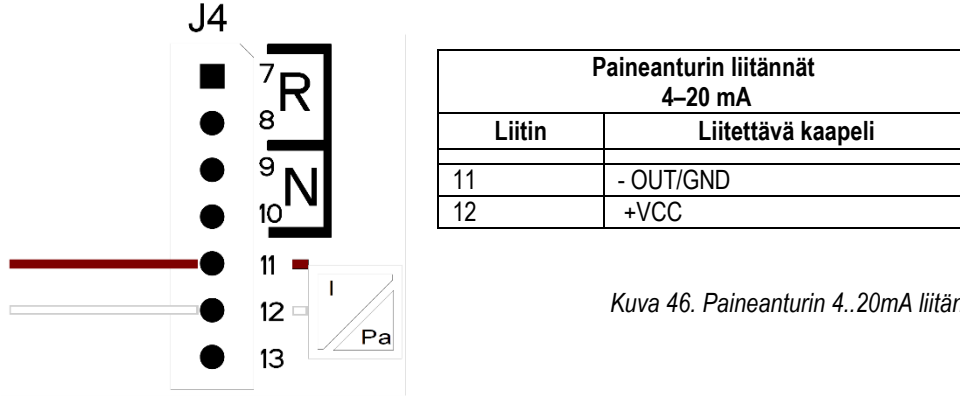 J4
7
R
8
9
N
10
11
12
13
I
Pa
Paineanturin liitännät
4–20 mA
Liitin Liitettävä kaapeli
11 - OUT/GND
12 +VCC
Kuva 46. Paineanturin 4..20mA liitän